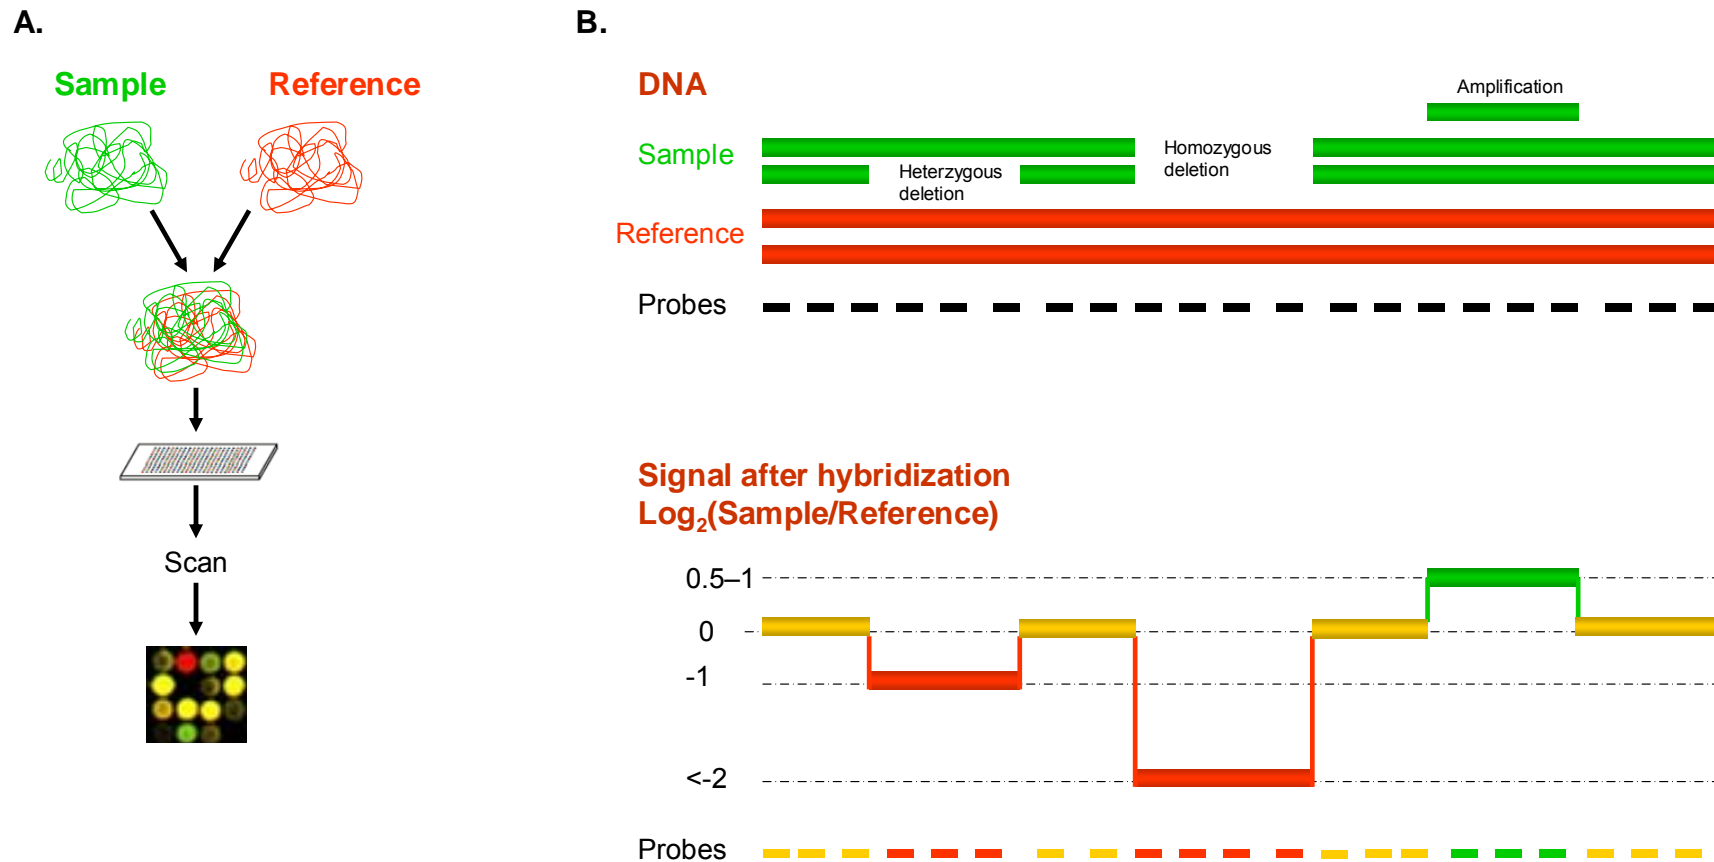 A.
Sample
Reference
Scan
B.
DNA
Amplification
Sample
Homozygous
deletion
Heterzygous
deletion
Reference
Probes
Signal after hybridization
Log₂(Sample/Reference)
0.5–1
0
-1
<-2
Probes